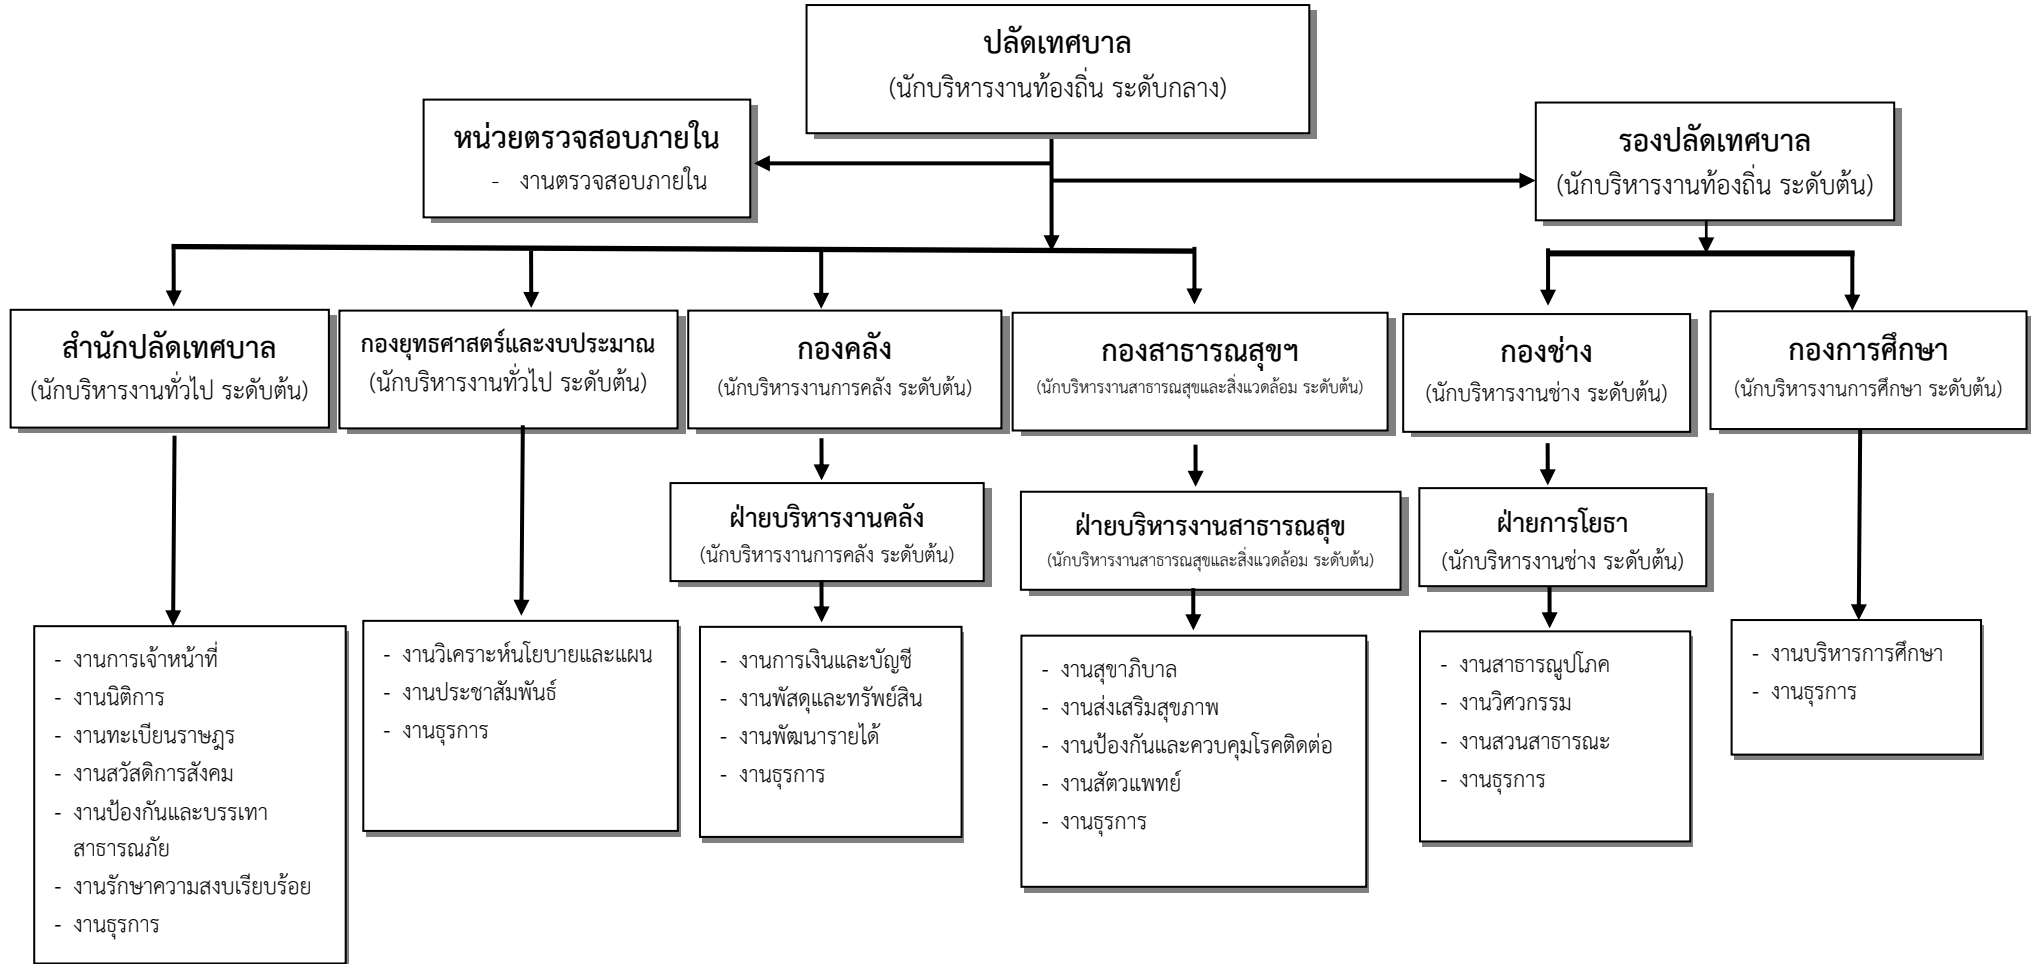 ปลัดเทศบาล
(นักบริหารงานท้องถิ่น ระดับกลาง)
หน่วยตรวจสอบภายใน
- งานตรวจสอบภายใน
รองปลัดเทศบาล
(นักบริหารงานท้องถิ่น ระดับต้น)
สำนักปลัดเทศบาล
(นักบริหารงานทั่วไป ระดับต้น)
กองยุทธศาสตร์และงบประมาณ
(นักบริหารงานทั่วไป ระดับต้น)
กองคลัง
(นักบริหารงานการคลัง ระดับต้น)
กองสาธารณสุขฯ
(นักบริหารงานสาธารณสุขและสิ่งแวดล้อม ระดับต้น)
กองช่าง
(นักบริหารงานช่าง ระดับต้น)
กองการศึกษา
(นักบริหารงานการศึกษา ระดับต้น)
ฝ่ายบริหารงานคลัง
(นักบริหารงานการคลัง ระดับต้น)
ฝ่ายบริหารงานสาธารณสุข
(นักบริหารงานสาธารณสุขและสิ่งแวดล้อม ระดับต้น)
ฝ่ายการโยธา
(นักบริหารงานช่าง ระดับต้น)
- งานการเจ้าหน้าที่
- งานนิติการ
- งานทะเบียนราษฎร
- งานสวัสดิการสังคม
- งานป้องกันและบรรเทา
สาธารณภัย
- งานรักษาความสงบเรียบร้อย
- งานธุรการ
- งานวิเคราะห์นโยบายและแผน
- งานประชาสัมพันธ์
- งานธุรการ
- งานการเงินและบัญชี
- งานพัสดุและทรัพย์สิน
- งานพัฒนารายได้
- งานธุรการ
- งานสุขาภิบาล
- งานส่งเสริมสุขภาพ
- งานป้องกันและควบคุมโรคติดต่อ
- งานสัตวแพทย์
- งานธุรการ
- งานสาธารณูปโภค
- งานวิศวกรรม
- งานสวนสาธารณะ
- งานธุรการ
- งานบริหารการศึกษา
- งานธุรการ